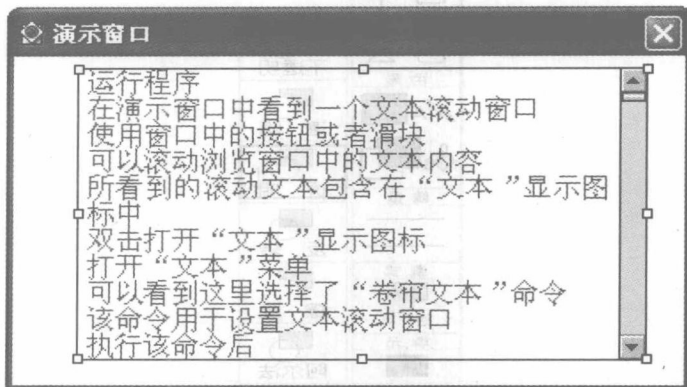 演示窗口
运行程序
在演示窗口中看到一个文本滚动窗口
使用窗口中的按钮或者滑块
可以滚动浏览窗口中的文本内容
所看到的滚动文本包含在“文本”显示图
标中
双击打开“文本”显示图标
打开“文本”菜单
可以看到这里选择了“卷帘文本”命令
该命令用于设置文本滚动窗口
执行该命令后